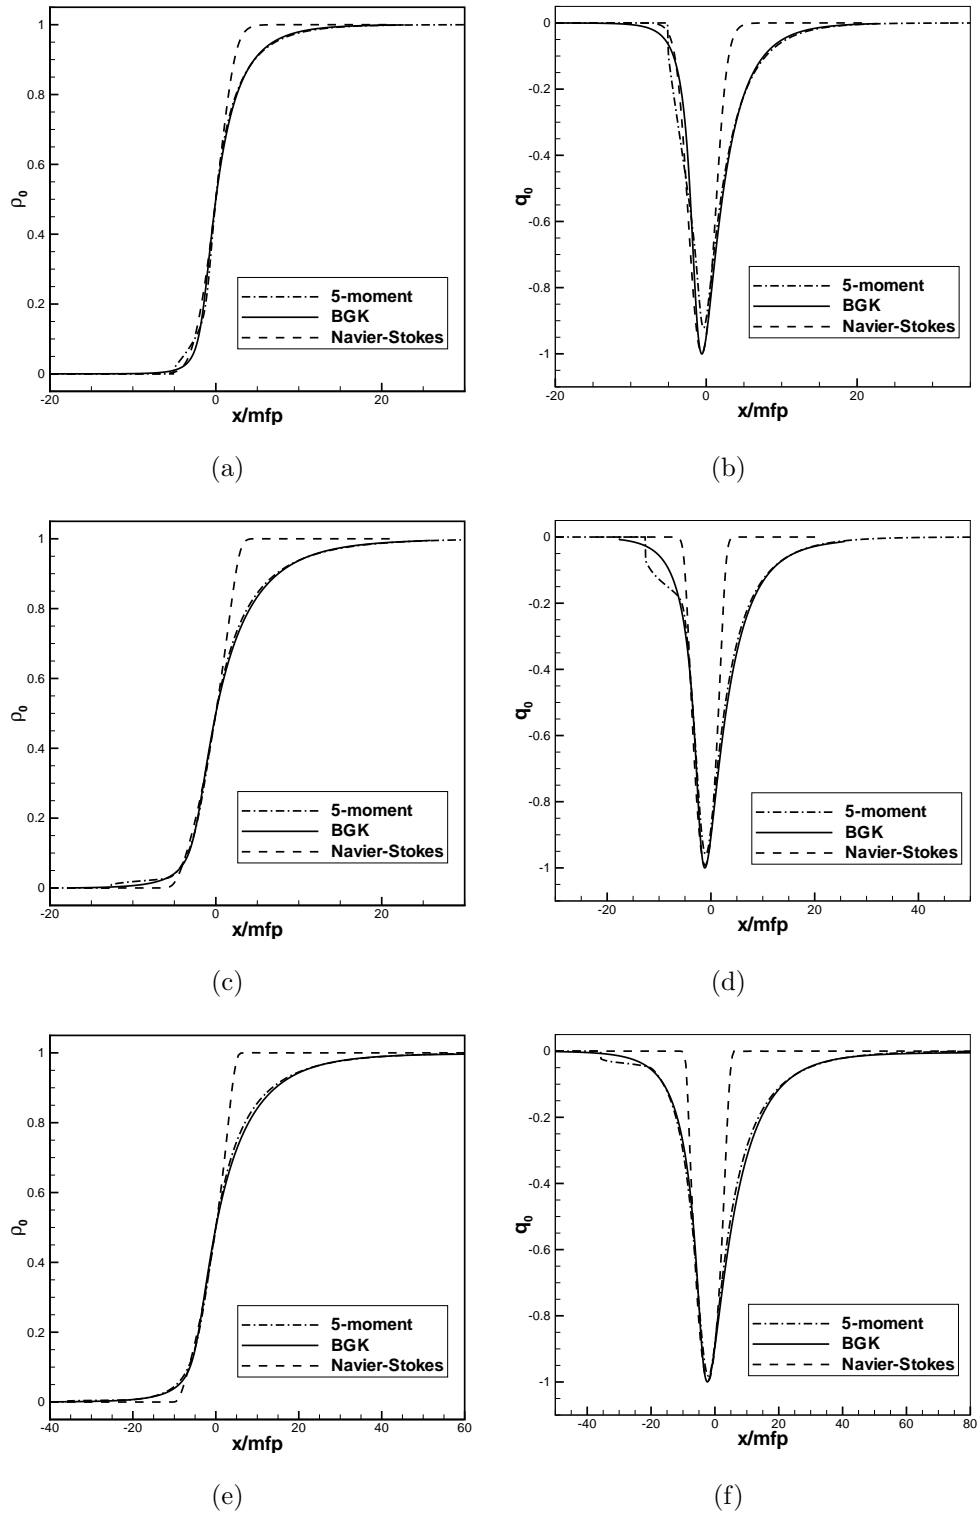 1
0.8
0.6
0.4
0.2
0
ρ0
-20 0 20
x/mfp
5-moment
BGK
Navier-Stokes
(a)
0
-0.2
-0.4
-0.6
-0.8
-1
q0
-20 0 20
x/mfp
5-moment
BGK
Navier-Stokes
(b)
1
0.8
0.6
0.4
0.2
0
ρ0
-20 0 20
x/mfp
5-moment
BGK
Navier-Stokes
(c)
0
-0.2
-0.4
-0.6
-0.8
-1
q0
-20 0 20 40
x/mfp
5-moment
BGK
Navier-Stokes
(d)
1
0.8
0.6
0.4
0.2
0
ρ0
-40 -20 0 20 40 60
x/mfp
5-moment
BGK
Navier-Stokes
(e)
0
-0.2
-0.4
-0.6
-0.8
-1
q0
-40 -20 0 20 40 60 80
x/mfp
5-moment
BGK
Navier-Stokes
(f)